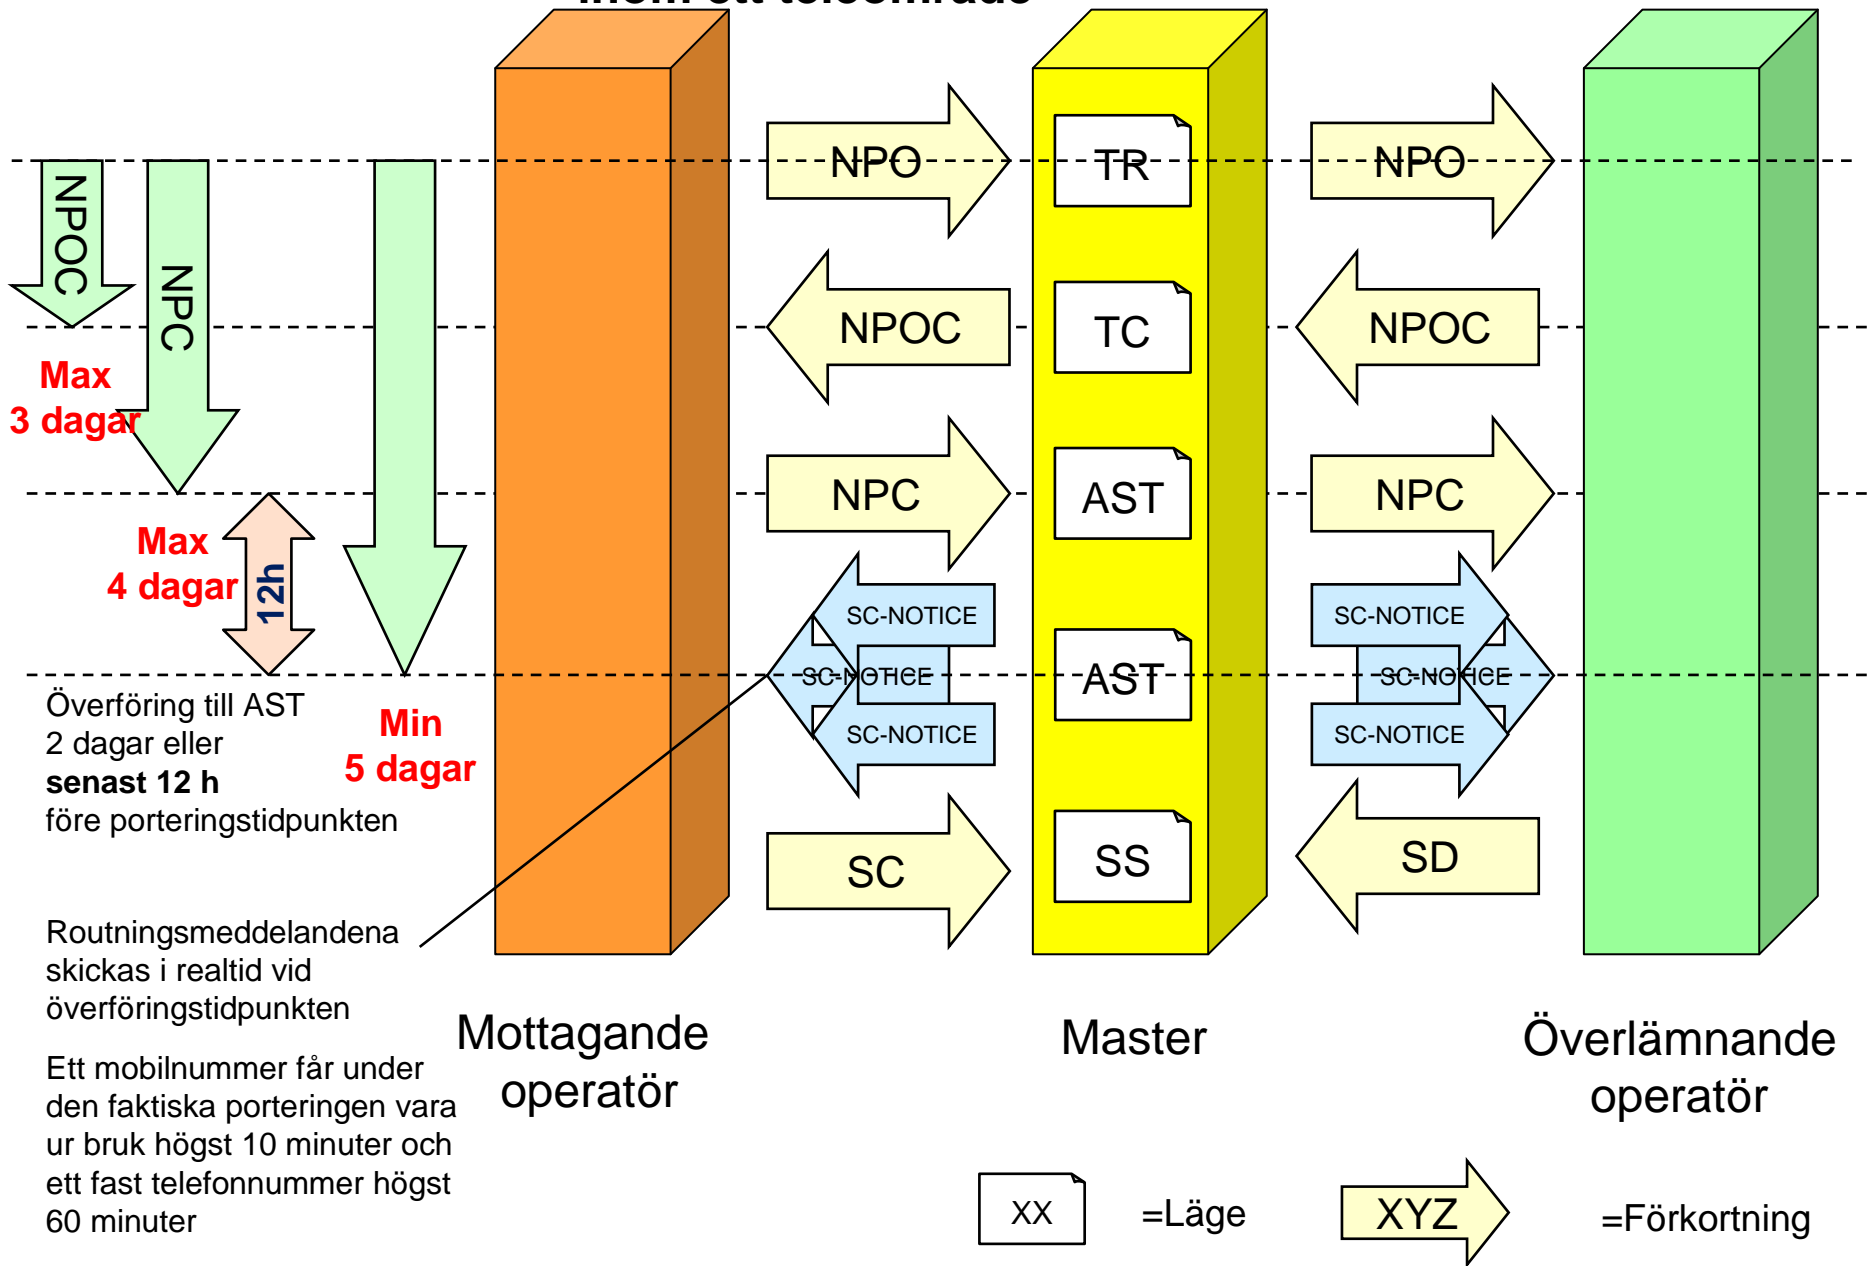 inom ett telesområde
NPO
TR
NPO
NPOC
NPC
NPOC
TC
NPOC
Max
3 dagar
NPC
AST
NPC
Max
4 dagar
12h
SC-NOTICE
SC-NOTICE
SC-NOTICE
AST
SC-NOTICE
SC-NOTICE
SC-NOTICE
Min
5 dagar
Överföring till AST
2 dagar eller
senast 12 h
före porteringstidpunkten
SC
SS
SD
Routningsmeddelandena
skickas i realtid vid
överföringstidpunkten
Ett mobilnummer får under
den faktiska porteringen vara
ur bruk högst 10 minuter och
ett fast telefonnummer högst
60 minuter
Mottagande
operatör
Master
Överlämnande
operatör
XX
=Läge
XYZ
=Förkortning